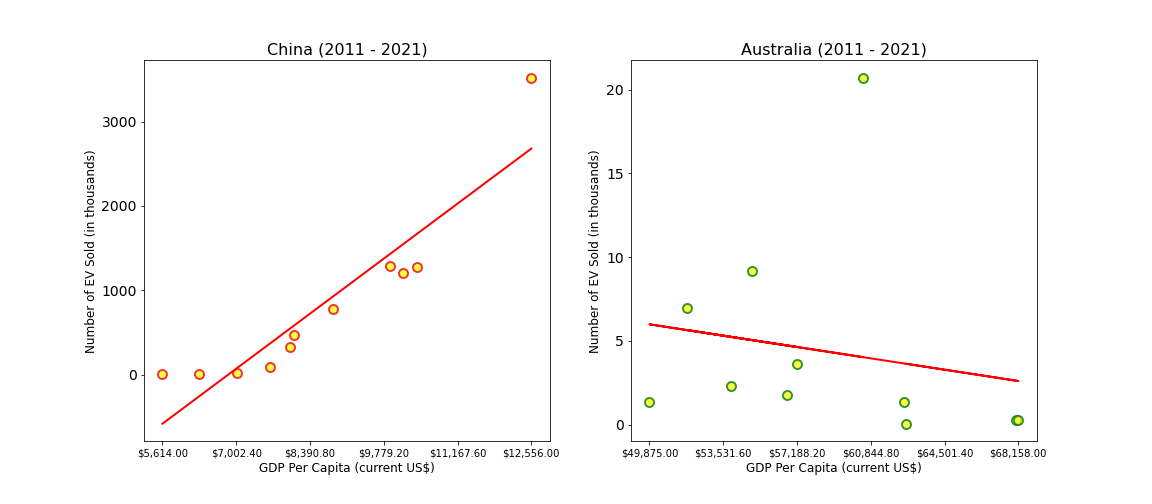 China (2011 - 2021)
Number of EV Sold (in thousands)
3000
2000
1000
0
$5,614.00 $7,002.40 $8,390.80 $9,779.20 $11,167.60 $12,556.00
GDP Per Capita (current US$)
Australia (2011 - 2021)
Number of EV Sold (in thousands)
20
15
10
5
0
$49,875.00 $53,531.60 $57,188.20 $60,844.80 $64,501.40 $68,158.00
GDP Per Capita (current US$)